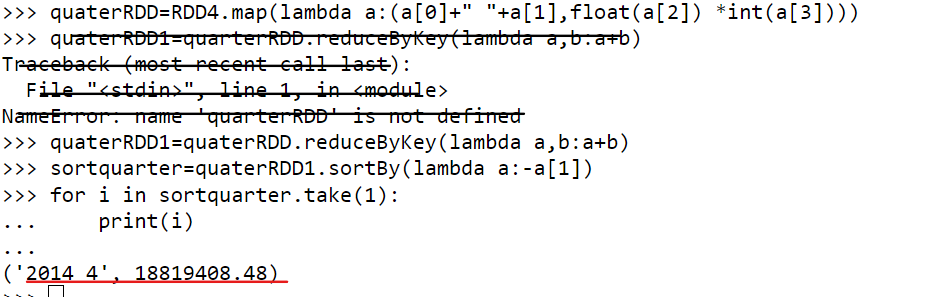 >>> quaterRDD=RDD4.map(lambda a:(a[0]+" "+a[1],float(a[2]) *int(a[3])))
>>> quaterRDD1=quarterRDD.reduceByKey(lambda a,b:a+b)
Traceback (most recent call last):
  File "<stdin>", line 1, in <module>
NameError: name 'quarterRDD' is not defined
>>> quaterRDD1=quaterRDD.reduceByKey(lambda a,b:a+b)
>>> sortquarter=quaterRDD1.sortBy(lambda a:-a[1])
>>> for i in sortquarter.take(1):
...     print(i)
...
('2014 4', 18819408.48)
>>>